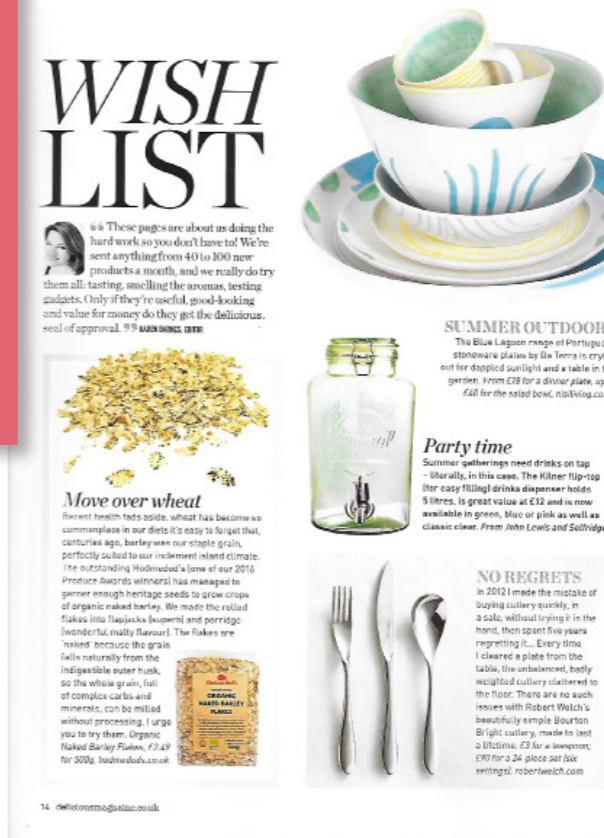 WISH
LIST
“These pages are about us doing the
hard work so you don't have to! We're
sent anything from 40 to 100 new
products a month, and we really do try
them all: tasting, smelling the aromas, testing
gadgets. Only if they're useful, good-looking
and value for money do they get the delicious.
seal of approval.” KAREN BARNES, EDITOR
Move over wheat
Recent health fads aside, wheat has become so
commonplace in our diets it's easy to forget that,
centuries ago, barley was our staple grain,
perfectly suited to our inclement island climate.
The outstanding Hodmedod's (one of our 2016
Produce Awards winners) has managed to
garner enough heritage seeds to grow crops
of organic naked barley. We made the rolled
flakes into flapjacks (superb) and porridge
(wonderful malty flavour). The flakes are
'naked' because the grain
falls naturally from the
indigestible outer husk,
so the whole grain, full
of complex carbs and
minerals, can be milled
without processing. I urge
you to try them. Organic
Naked Barley Flakes, £2.49
for 500g, hodmedods.co.uk
Hodmedod's
ORGANIC
NAKED BARLEY
FLAKES
SUMMER OUTDOOR
The Blue Lagoon range of Portugue
stoneware plates by Da Terra is cryi
out for dappled sunlight and a table in t
garden. From £18 for a dinner plate, up
£60 for the salad bowl, nisiliving.co.
Party time
Summer gatherings need drinks on tap
– literally, in this case. The Kilner flip-top
(for easy filling) drinks dispenser holds
5 litres, is great value at £12 and is now
available in green, blue or pink as well as
classic clear. From John Lewis and Selfridge
NO REGRETS
In 2012 I made the mistake of
buying cutlery quickly, in
a sale, without trying it in the
hand, then spent five years
regretting it... Every time
I cleared a plate from the
table, the unbalanced, badly
weighted cutlery clattered to
the floor. There are no such
issues with Robert Welch's
beautifully simple Bourton
Bright cutlery, made to last
a lifetime. £3 for a teaspoon;
£90 for a 24-piece set (six
settings); robertwelch.com
14 deliciousmagazine.co.uk